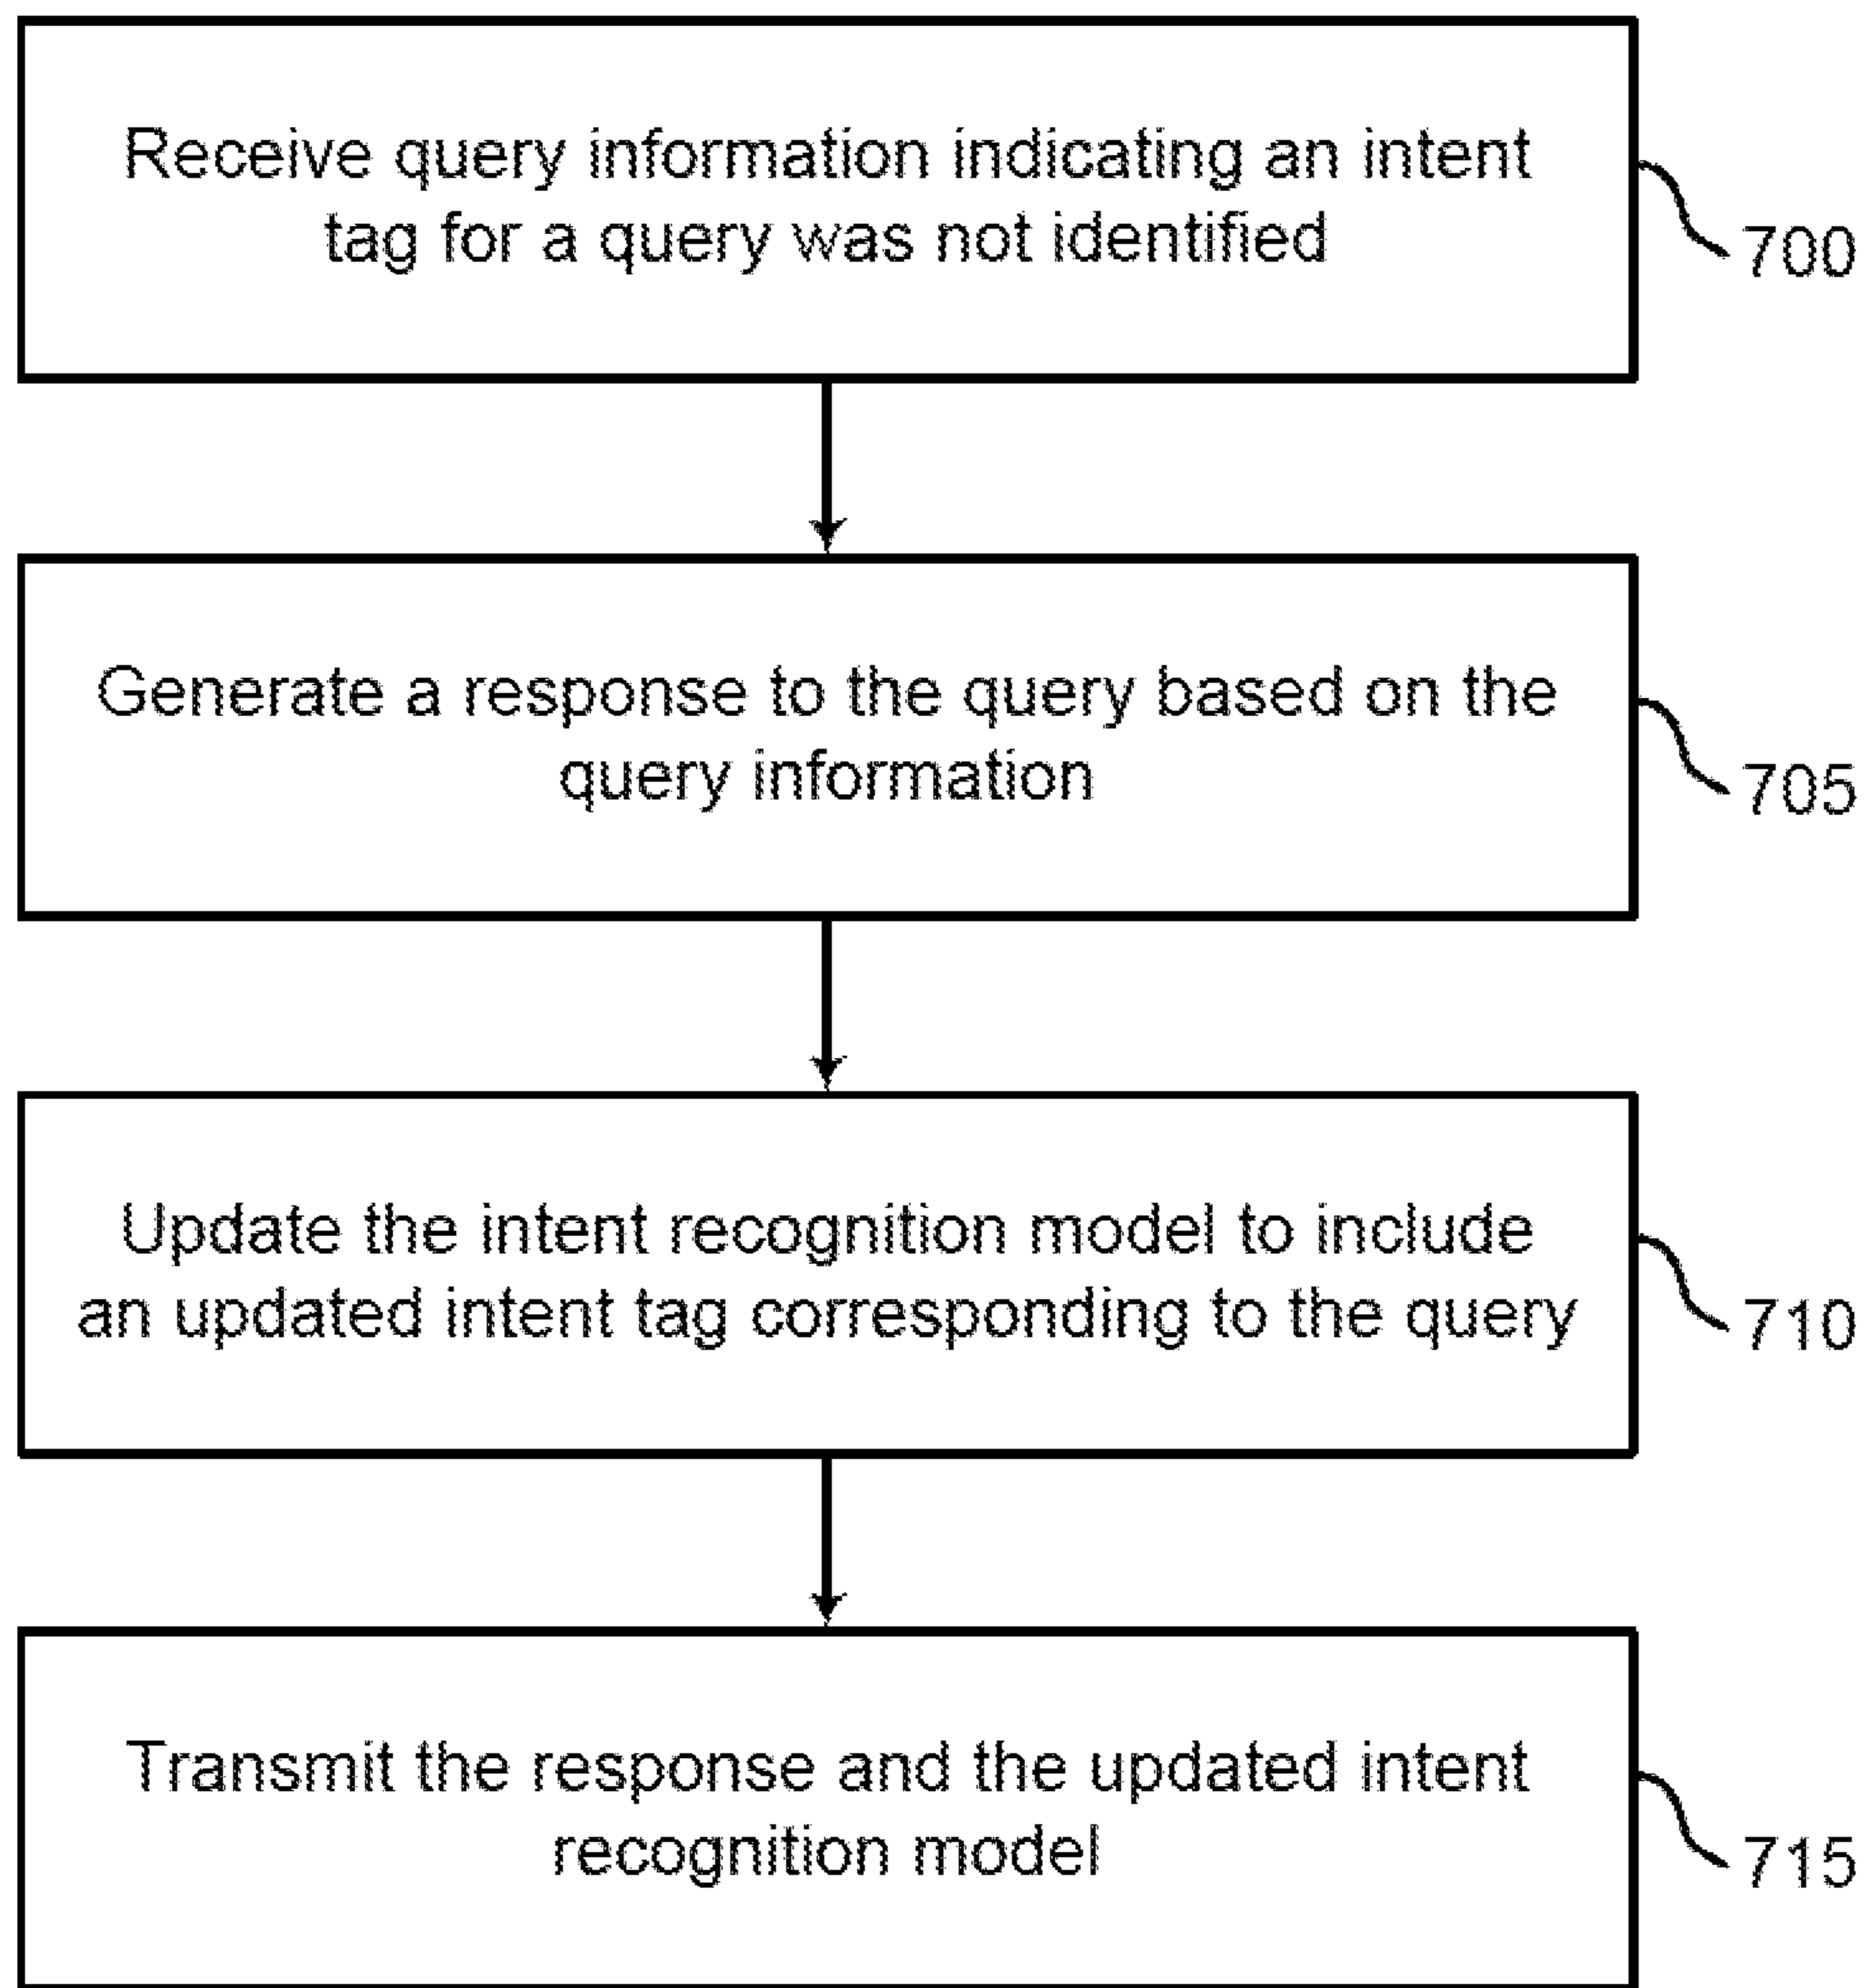 Receive query information indicating an intent
tag for a query was not identified
700
Generate a response to the query based on the
query information
705
Update the intent recognition model to include
an updated intent tag corresponding to the query
710
Transmit the response and the updated intent
recognition model
715